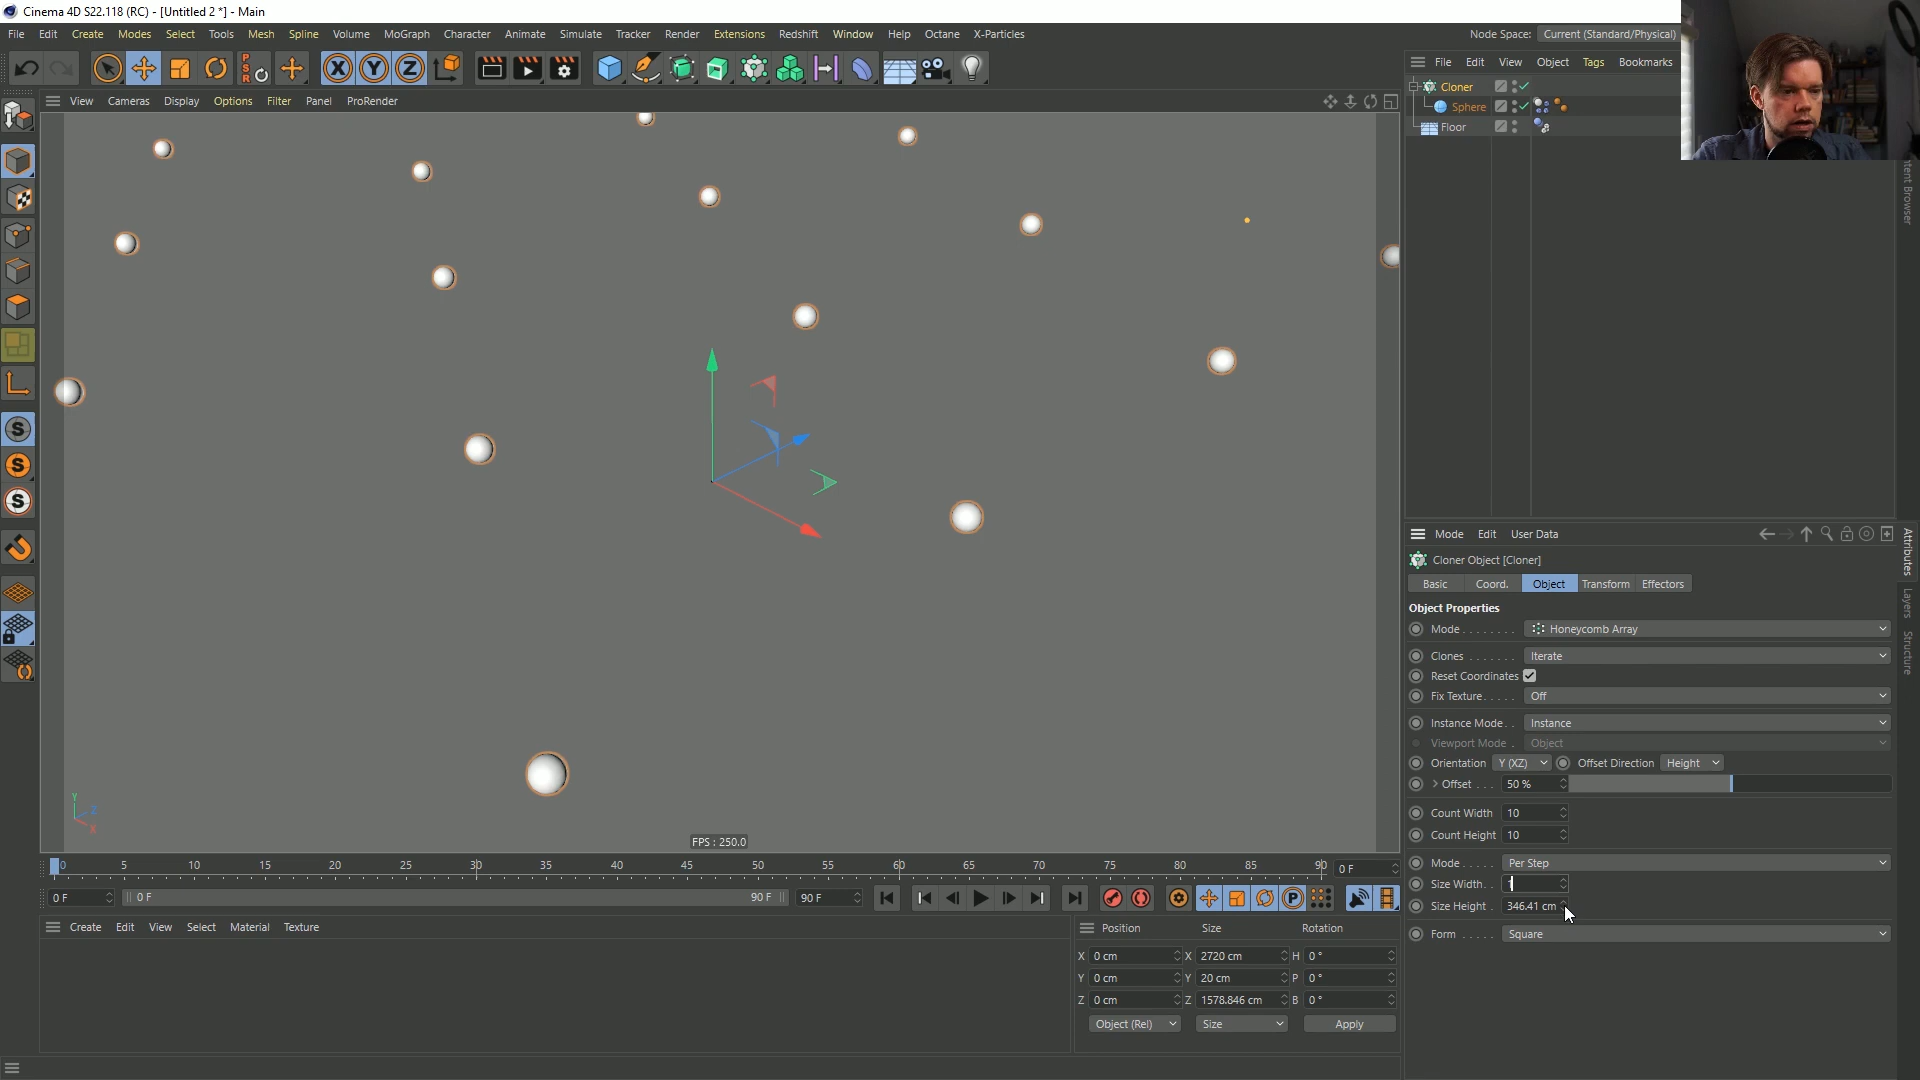 Cinema 4D S22.118 (RC) - [Untitled 2 *] - Main
File Edit Create Modes Select Tools Mesh Spline Volume MoGraph Character Animate Simulate Tracker Render Extensions Redshift Window Help Octane X-Particles
Node Space: Current (Standard/Physical)
PSR X Y Z
File Edit View Object Tags Bookmarks
View Cameras Display Options Filter Panel ProRender
Cloner
Sphere
Floor
tent Browser
S
S
S
Y
Z
X
FPS : 250.0
0 5 10 15 20 25 30 35 40 45 50 55 60 65 70 75 80 85 90 0 F
0 F 0 F 90 F 90 F
P
Create Edit View Select Material Texture
Position Size Rotation
X 0 cm X 2720 cm H 0 °
Y 0 cm Y 20 cm P 0 °
Z 0 cm Z 1578.846 cm B 0 °
Object (Rel) Size Apply
Mode Edit User Data
Cloner Object [Cloner]
Basic Coord. Object Transform Effectors
Object Properties
Mode . . . . . . . . Honeycomb Array
Clones . . . . . . . Iterate
Reset Coordinates
Fix Texture . . . . . Off
Instance Mode . . Instance
Viewport Mode . Object
Orientation Y (XZ) Offset Direction Height
Offset . . . 50 %
Count Width 10
Count Height 10
Mode . . . . . Per Step
Size Width. . 1
Size Height . 346.41 cm
Form . . . . . Square
Attributes
Layers
Structure